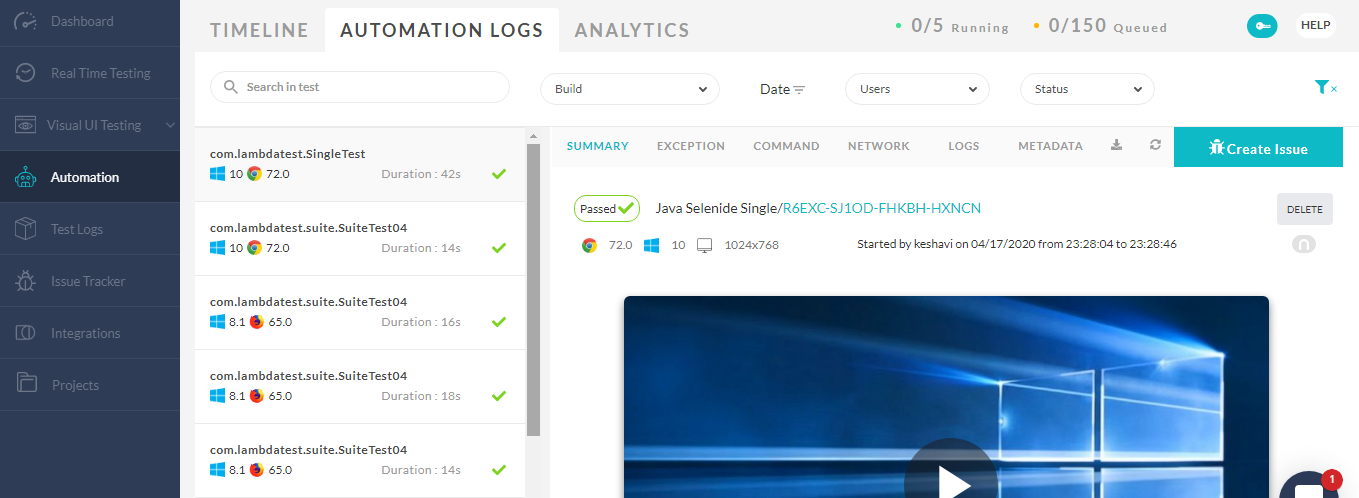 Dashboard
Real Time Testing
Visual UI Testing
Automation
Test Logs
Issue Tracker
Integrations
Projects
TIMELINE
AUTOMATION LOGS
ANALYTICS
0/5 Running
0/150 Queued
HELP
Search in test
Build
Date
Users
Status
com.lambdatest.SingleTest
10 72.0 Duration : 42s
com.lambdatest.suite.SuiteTest04
10 72.0 Duration : 14s
com.lambdatest.suite.SuiteTest04
8.1 65.0 Duration : 16s
com.lambdatest.suite.SuiteTest04
8.1 65.0 Duration : 18s
com.lambdatest.suite.SuiteTest04
8.1 65.0 Duration : 14s
SUMMARY
EXCEPTION
COMMAND
NETWORK
LOGS
METADATA
Create Issue
Passed
Java Selenide Single/R6EXC-SJ1OD-FHKBH-HXNCN
DELETE
72.0 10 1024x768
Started by keshavi on 04/17/2020 from 23:28:04 to 23:28:46
1